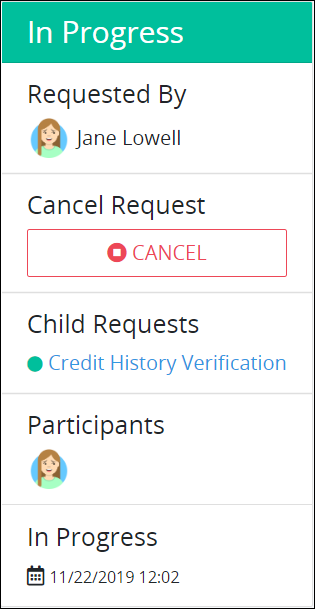 In Progress
Requested By
Jane Lowell
Cancel Request
CANCEL
Child Requests
Credit History Verification
Participants
In Progress
11/22/2019 12:02